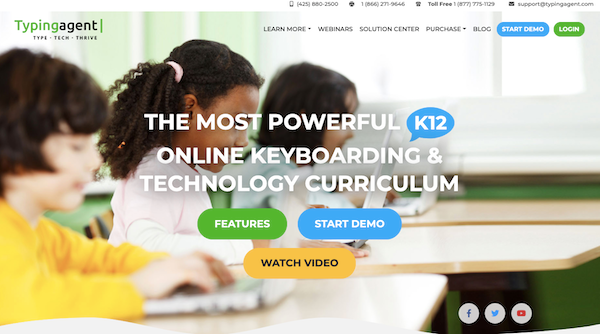 (425) 880-2500 1 (866) 271-9646 Toll Free 1 (877) 775-1129 support@typingagent.com
Typingagent|
TYPE • TECH • THRIVE
LEARN MORE WEBINARS SOLUTION CENTER PURCHASE BLOG START DEMO LOGIN
THE MOST POWERFUL K12
ONLINE KEYBOARDING &
TECHNOLOGY CURRICULUM
FEATURES START DEMO
WATCH VIDEO